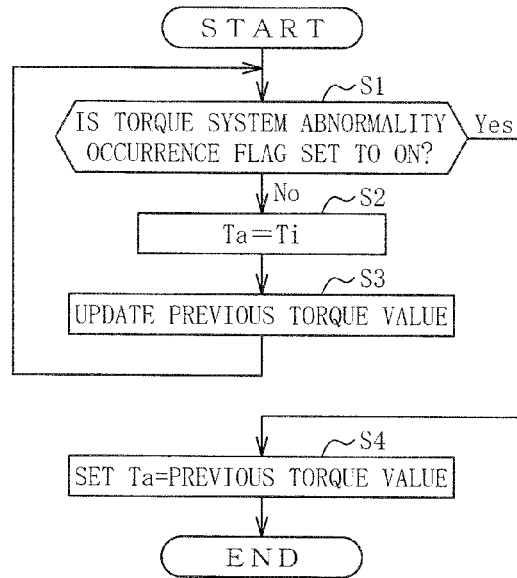 START
S1
IS TORQUE SYSTEM ABNORMALITY
OCCURRENCE FLAG SET TO ON?
Yes
No
S2
Ta=Ti
S3
UPDATE PREVIOUS TORQUE VALUE
S4
SET Ta=PREVIOUS TORQUE VALUE
END